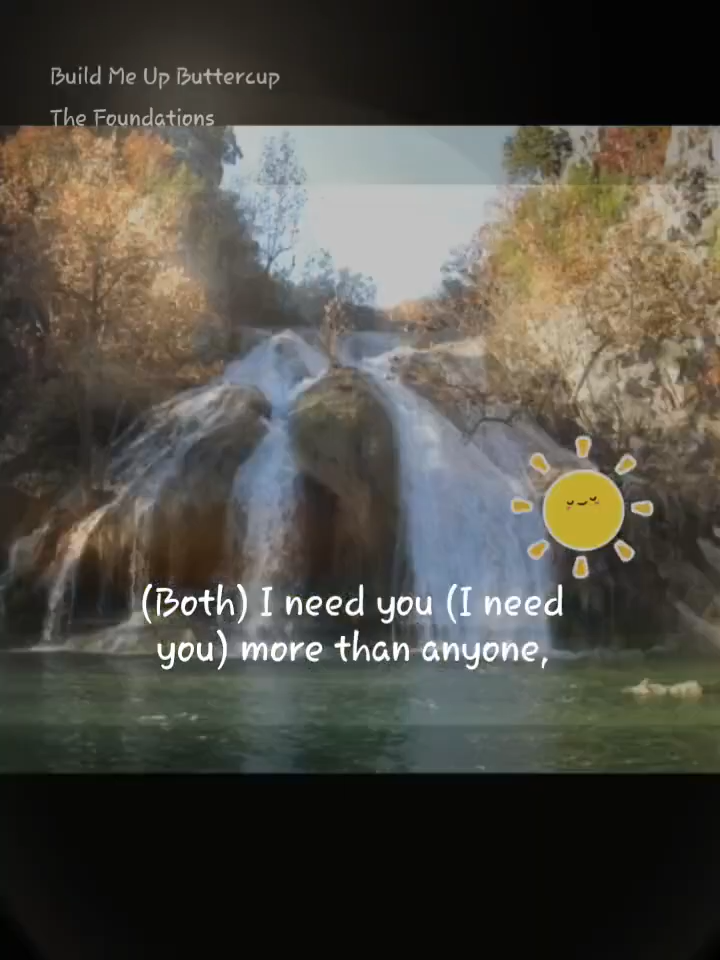 Build Me Up Buttercup
The Foundations
(Both) I need you (I need
you) more than anyone,